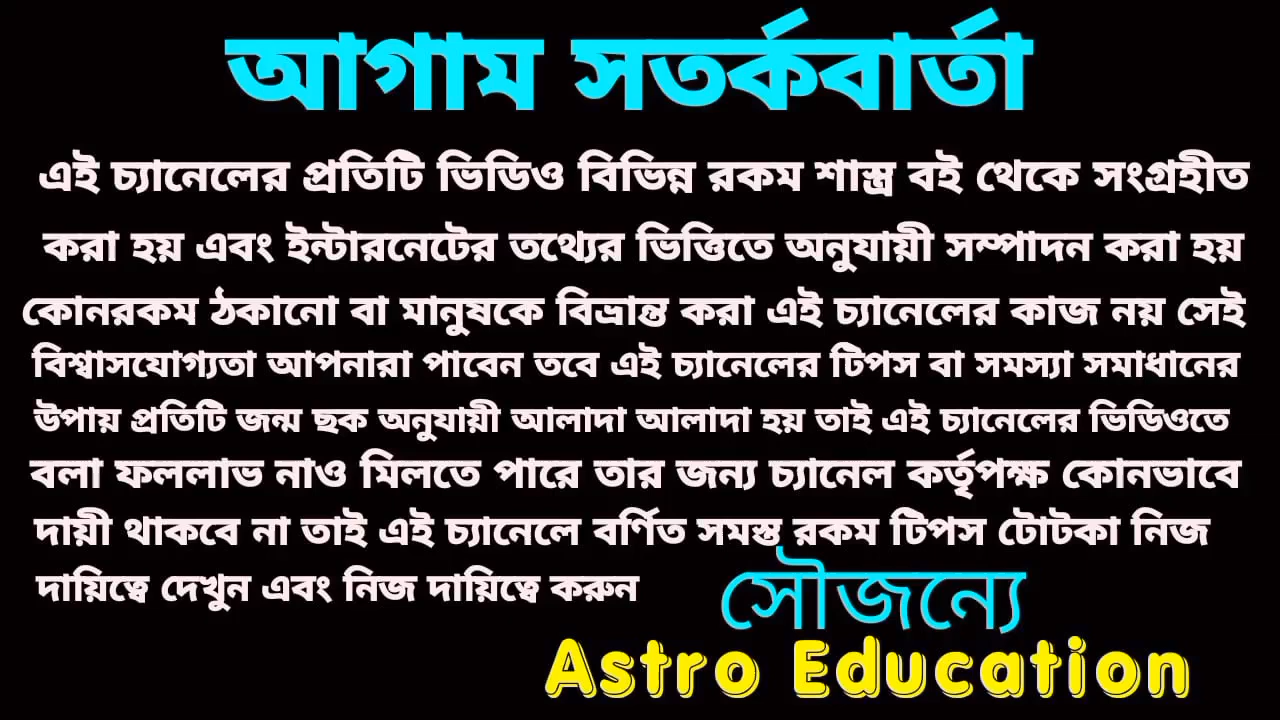 আগাম সতর্কবার্তা
এই চ্যানেলের প্রতিটি ভিডিও বিভিন্ন রকম শাস্ত্র বই থেকে সংগ্রহীত
করা হয় এবং ইন্টারনেটের তথ্যের ভিত্তিতে অনুযায়ী সম্পাদন করা হয়
কোনরকম ঠকানো বা মানুষকে বিভ্রান্ত করা এই চ্যানেলের কাজ নয় সেই
বিশ্বাসযোগ্যতা আপনারা পাবেন তবে এই চ্যানেলের টিপস বা সমস্যা সমাধানের
উপায় প্রতিটি জন্ম ছক অনুযায়ী আলাদা আলাদা হয় তাই এই চ্যানেলের ভিডিওতে
বলা ফললাভ নাও মিলতে পারে তার জন্য চ্যানেল কর্তৃপক্ষ কোনভাবে
দায়ী থাকবে না তাই এই চ্যানেলে বর্ণিত সমস্ত রকম টিপস টোটকা নিজ
দায়িত্বে দেখুন এবং নিজ দায়িত্বে করুন
সৌজন্যে
Astro Education